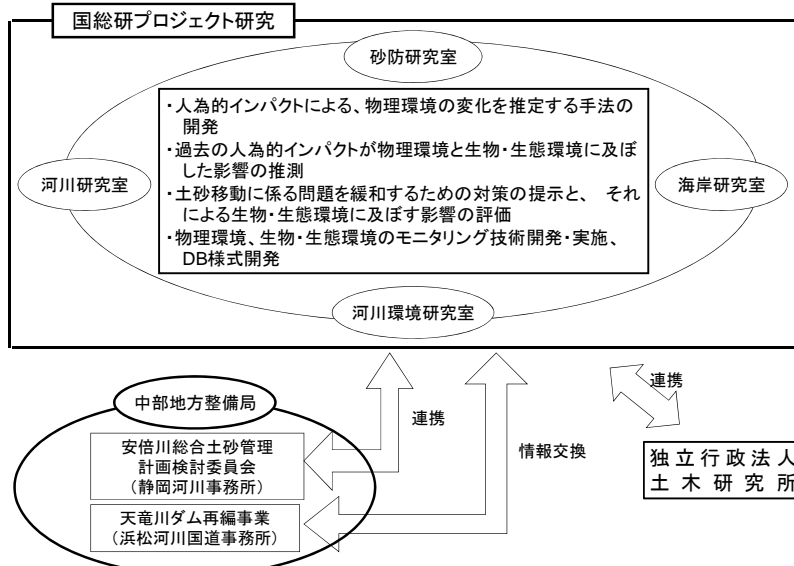 国総研プロジェクト研究
砂防研究室
・人為的インパクトによる、物理環境の変化を推定する手法の
開発
・過去の人為的インパクトが物理環境と生物・生態環境に及ぼ
した影響の推測
・土砂移動に係る問題を緩和するための対策の提示と、 それ
による生物・生態環境に及ぼす影響の評価
・物理環境、生物・生態環境のモニタリング技術開発・実施、
DB様式開発
河川研究室
海岸研究室
河川環境研究室
中部地方整備局
安倍川総合土砂管理
計画検討委員会
（静岡河川事務所）
天竜川ダム再編事業
（浜松河川国道事務所）
連携
情報交換
連携
独立行政法人
土木研究所